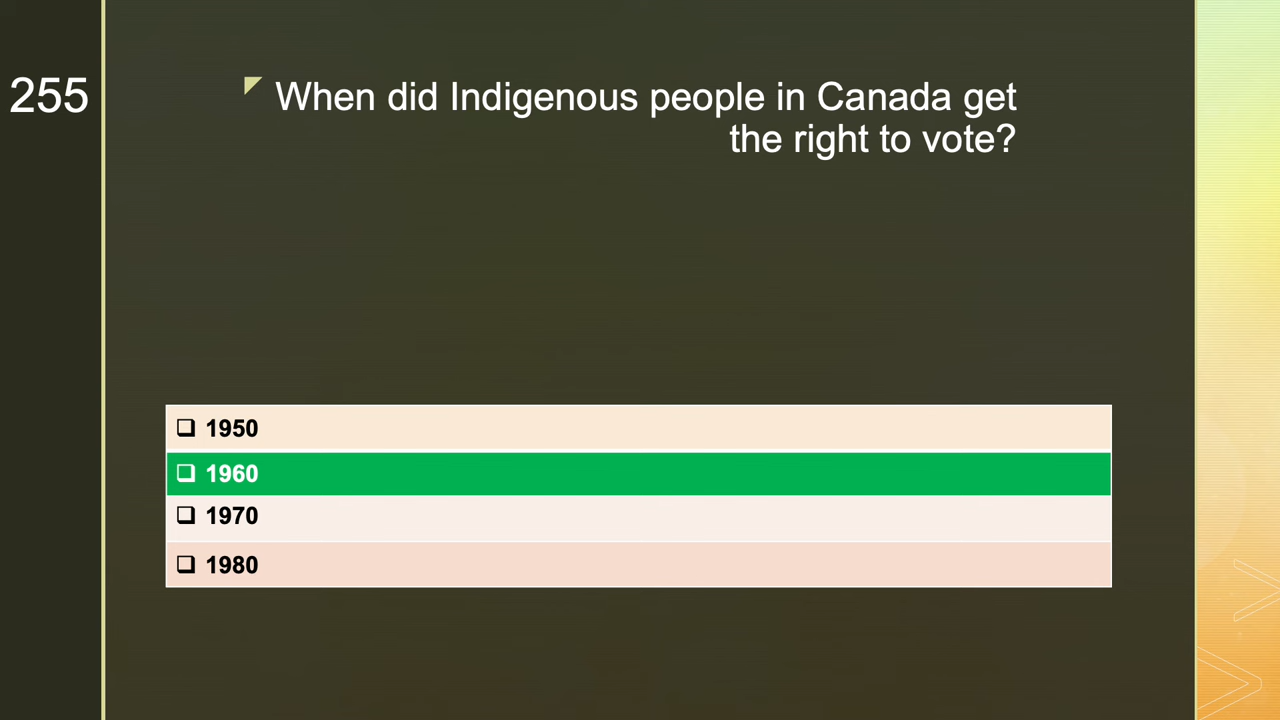 255
When did Indigenous people in Canada get
the right to vote?
1950
1960
1970
1980